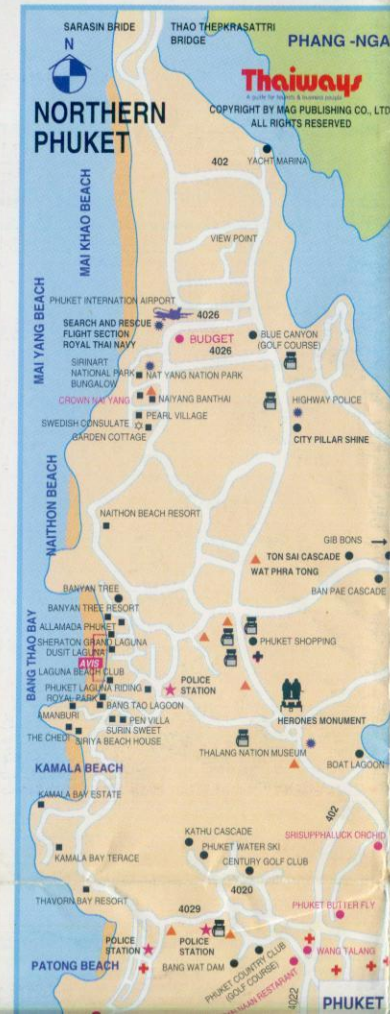 SARASIN BRIDE
THAO THEPKRASATTRI
BRIDGE
PHANG -NGA
N
Thaiways
A guide for tourists & business people
COPYRIGHT BY MAG PUBLISHING CO., LTD
ALL RIGHTS RESERVED
NORTHERN
PHUKET
402
YACHT MARINA
MAI KHAO BEACH
VIEW POINT
MAI YANG BEACH
PHUKET INTERNATION AIRPORT
4026
SEARCH AND RESCUE
FLIGHT SECTION
ROYAL THAI NAVY
BUDGET
4026
BLUE CANYON
(GOLF COURSE)
SIRINART
NATIONAL PARK
BUNGALOW
NAT YANG NATION PARK
CROWN NAI YANG
NAIYANG BANTHAI
HIGHWAY POLICE
PEARL VILLAGE
SWEDISH CONSULATE
GARDEN COTTAGE
CITY PILLAR SHINE
NAITHON BEACH
NAITHON BEACH RESORT
GIB BONS
TON SAI CASCADE
WAT PHRA TONG
BAN PAE CASCADE
BANYAN TREE
BANYAN TREE RESORT
ALLAMADA PHUKET
SHERATON GRAND LAGUNA
DUSIT LAGUNA
PHUKET SHOPPING
AVIS
LAGUNA BEACH CLUB
BANG THAO BAY
PHUKET LAGUNA RIDING
POLICE
STATION
ROYAL PARK
BANG TAO LAGOON
AMANBURI
PEN VILLA
SURIN SWEET
THE CHEDI
SIRIYA BEACH HOUSE
HERONES MONUMENT
THALANG NATION MUSEUM
BOAT LAGOON
KAMALA BEACH
KAMALA BAY ESTATE
402
KATHU CASCADE
SRISUPPHALUCK ORCHID
PHUKET WATER SKI
KAMALA BAY TERACE
CENTURY GOLF CLUB
4020
THAVORN BAY RESORT
PHUKET BUTTER FLY
4029
POLICE
STATION
POLICE
STATION
WANG TALANG
PATONG BEACH
BANG WAT DAM
PHUKET COUNTRY CLUB
(GOLF COURSE)
NAAN RESTARANT
4022
PHUKET